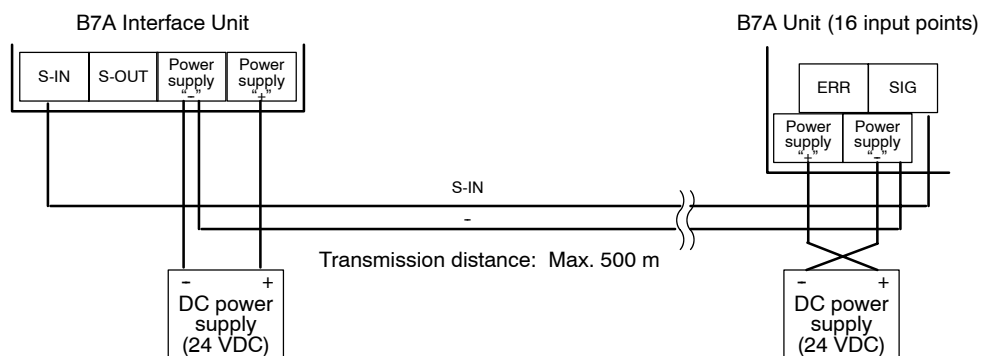 B7A Interface Unit
B7A Unit (16 input points)
S-IN
S-OUT
Power
supply
“-”
Power
supply
“+”
ERR
SIG
Power
supply
“+”
Power
supply
“-”
S-IN
-
Transmission distance: Max. 500 m
- +
DC power
supply
(24 VDC)
- +
DC power
supply
(24 VDC)